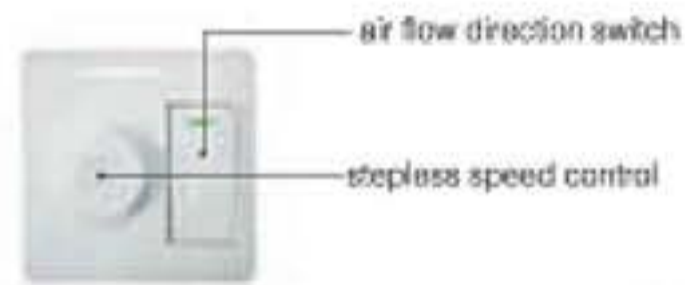 air flow direction switch
stepless speed control